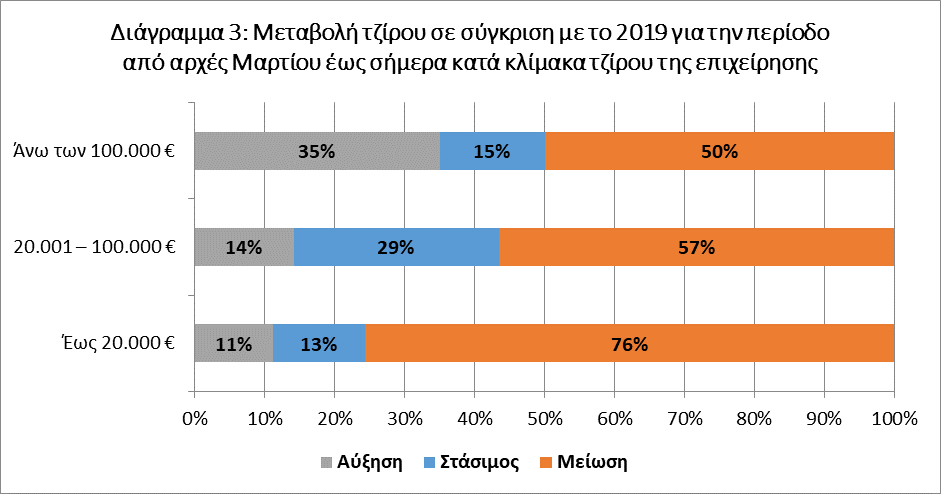 Διάγραμμα 3: Μεταβολή τζίρου σε σύγκριση με το 2019 για την περίοδο
από αρχές Μαρτίου έως σήμερα κατά κλίμακα τζίρου της επιχείρησης
Άνω των 100.000 €
35%
15%
50%
20.001 – 100.000 €
14%
29%
57%
Έως 20.000 €
11%
13%
76%
0% 10% 20% 30% 40% 50% 60% 70% 80% 90% 100%
Αύξηση Στάσιμος Μείωση